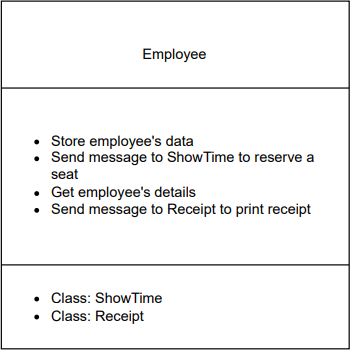 Employee
• Store employee's data
• Send message to ShowTime to reserve a
seat
• Get employee's details
• Send message to Receipt to print receipt
• Class: ShowTime
• Class: Receipt